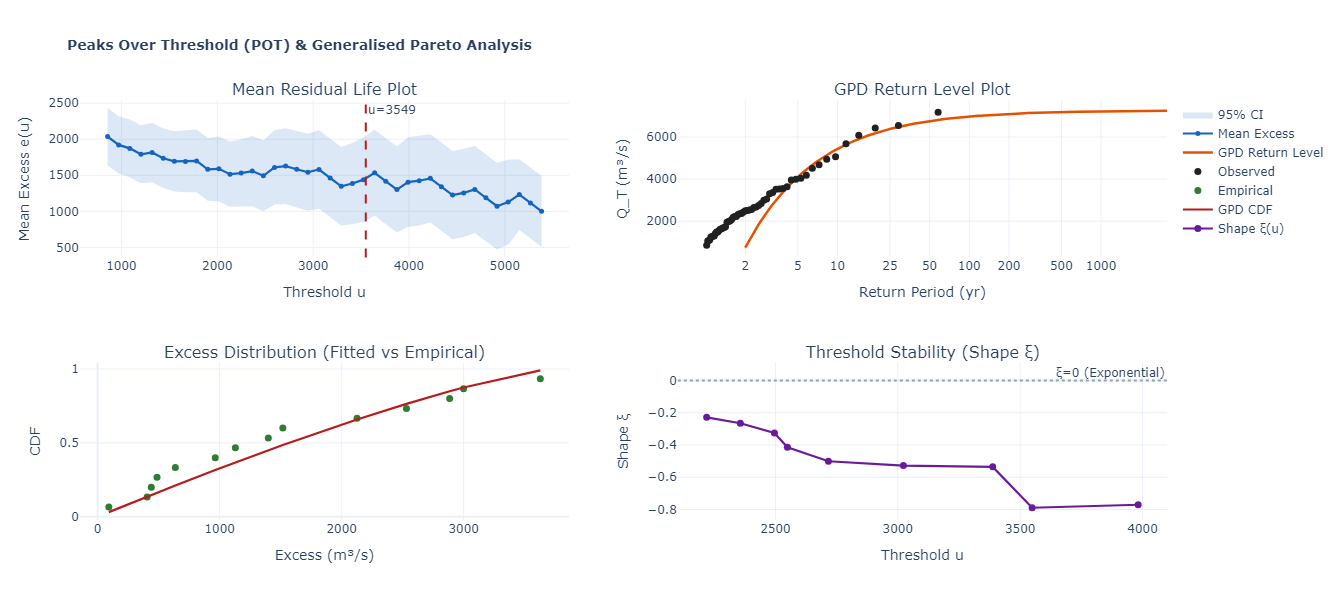 Peaks Over Threshold (POT) & Generalised Pareto Analysis
Mean Residual Life Plot
u=3549
2500
2000
1500
1000
500
Mean Excess e(u)
1000 2000 3000 4000 5000
Threshold u
GPD Return Level Plot
6000
4000
2000
Q_T (m³/s)
2 5 10 25 50 100 200 500 1000
Return Period (yr)
95% CI
Mean Excess
GPD Return Level
Observed
Empirical
GPD CDF
Shape ξ(u)
Excess Distribution (Fitted vs Empirical)
1
0.5
0
CDF
0 1000 2000 3000
Excess (m³/s)
Threshold Stability (Shape ξ)
ξ=0 (Exponential)
0
−0.2
−0.4
−0.6
−0.8
Shape ξ
2500 3000 3500 4000
Threshold u